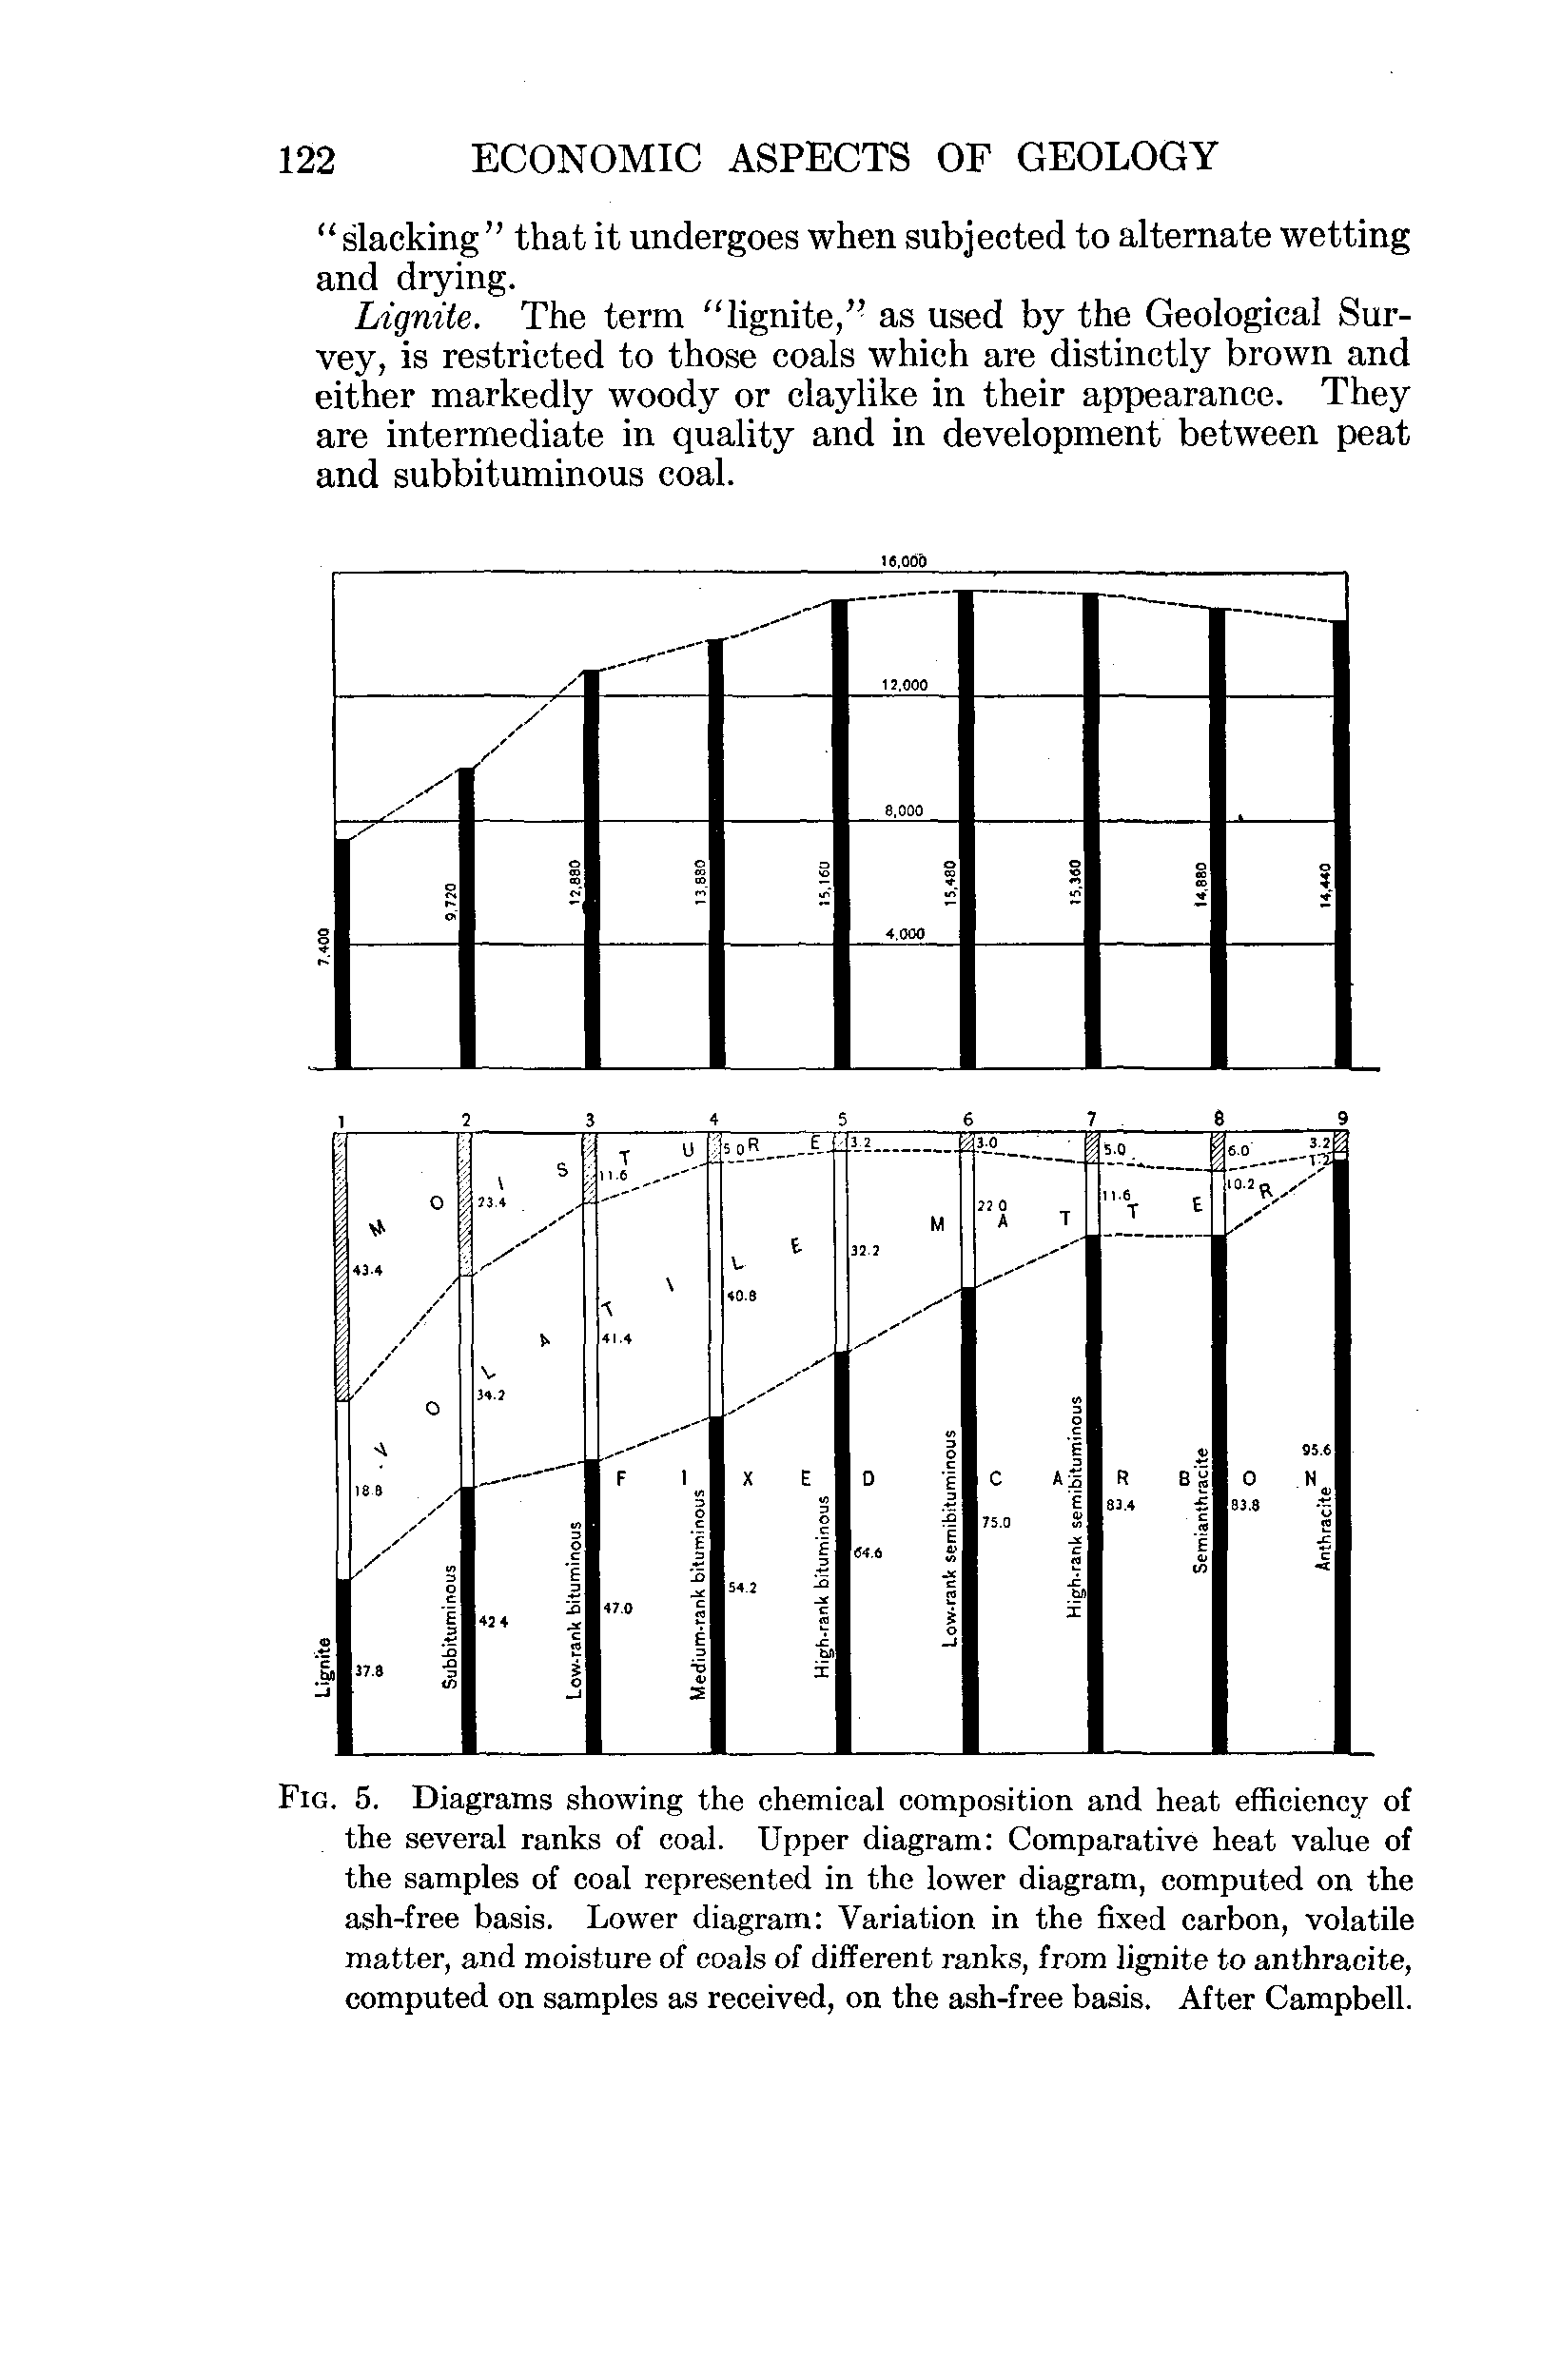 122 ECONOMIC ASPECTS OF GEOLOGY
“slacking” that it undergoes when subjected to alternate wetting
and drying.
Lignite. The term “lignite,” as used by the Geological Sur-
vey, is restricted to those coals which are distinctly brown and
either markedly woody or claylike in their appearance. They
are intermediate in quality and in development between peat
and subbituminous coal.
16,000
12,000
8,000
4,000
7,400
9,720
12,880
13,880
15,160
15,480
15,360
14,880
14,440
1 2 3 4 5 6 7 8 9
MOISTURE
43.4 23.4 11.6 5 0 3.2 3.0 5.0 6.0 3.2
VOLATILE MATTER
18.8 34.2 41.4 40.8 32.2 22 0 11.6 10.2 1.2
FIXED CARBON
37.8 42 4 47.0 54.2 64.6 75.0 83.4 83.8 95.6
Lignite
Subbituminous
Low-rank bituminous
Medium-rank bituminous
High-rank bituminous
Low-rank semibituminous
High-rank semibituminous
Semianthracite
Anthracite
FIG. 5. Diagrams showing the chemical composition and heat efficiency of
the several ranks of coal. Upper diagram: Comparative heat value of
the samples of coal represented in the lower diagram, computed on the
ash-free basis. Lower diagram: Variation in the fixed carbon, volatile
matter, and moisture of coals of different ranks, from lignite to anthracite,
computed on samples as received, on the ash-free basis. After Campbell.